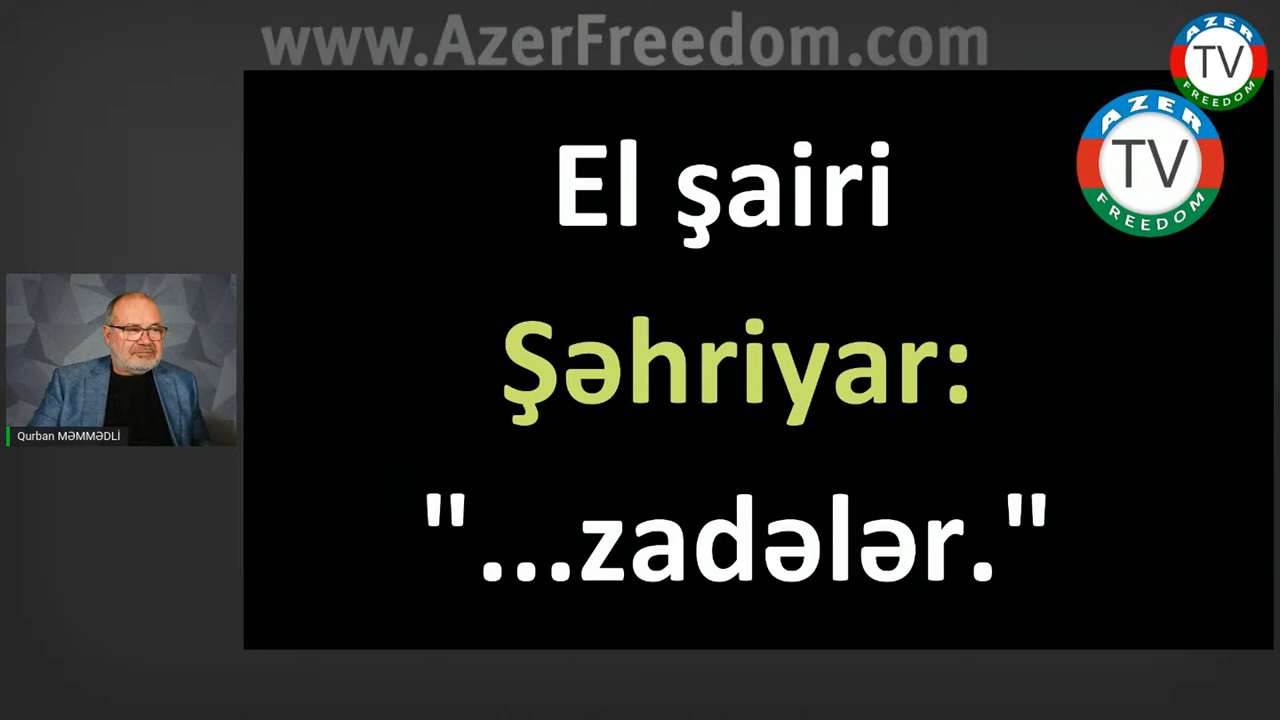 www.AzerFreedom.com
AZER
TV
FREEDOM
AZER
TV
FREEDOM
El şairi
Şəhriyar:
"...zadələr."
Qurban MƏMMƏDLİ